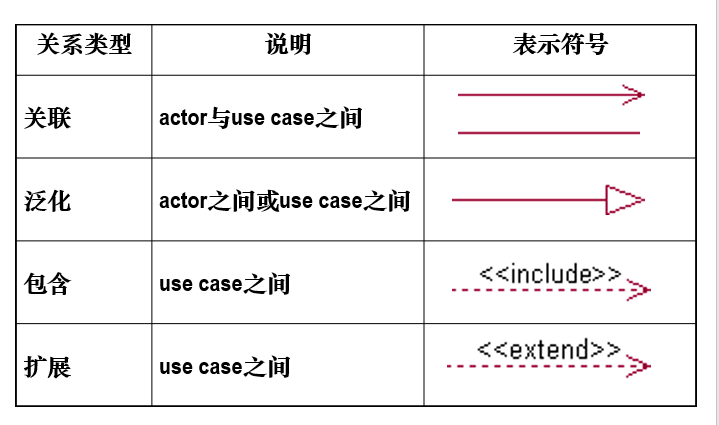 关系类型 说明 表示符号
关联 actor与use case之间
泛化 actor之间或use case之间
包含 use case之间 <<include>>
扩展 use case之间 <<extend>>